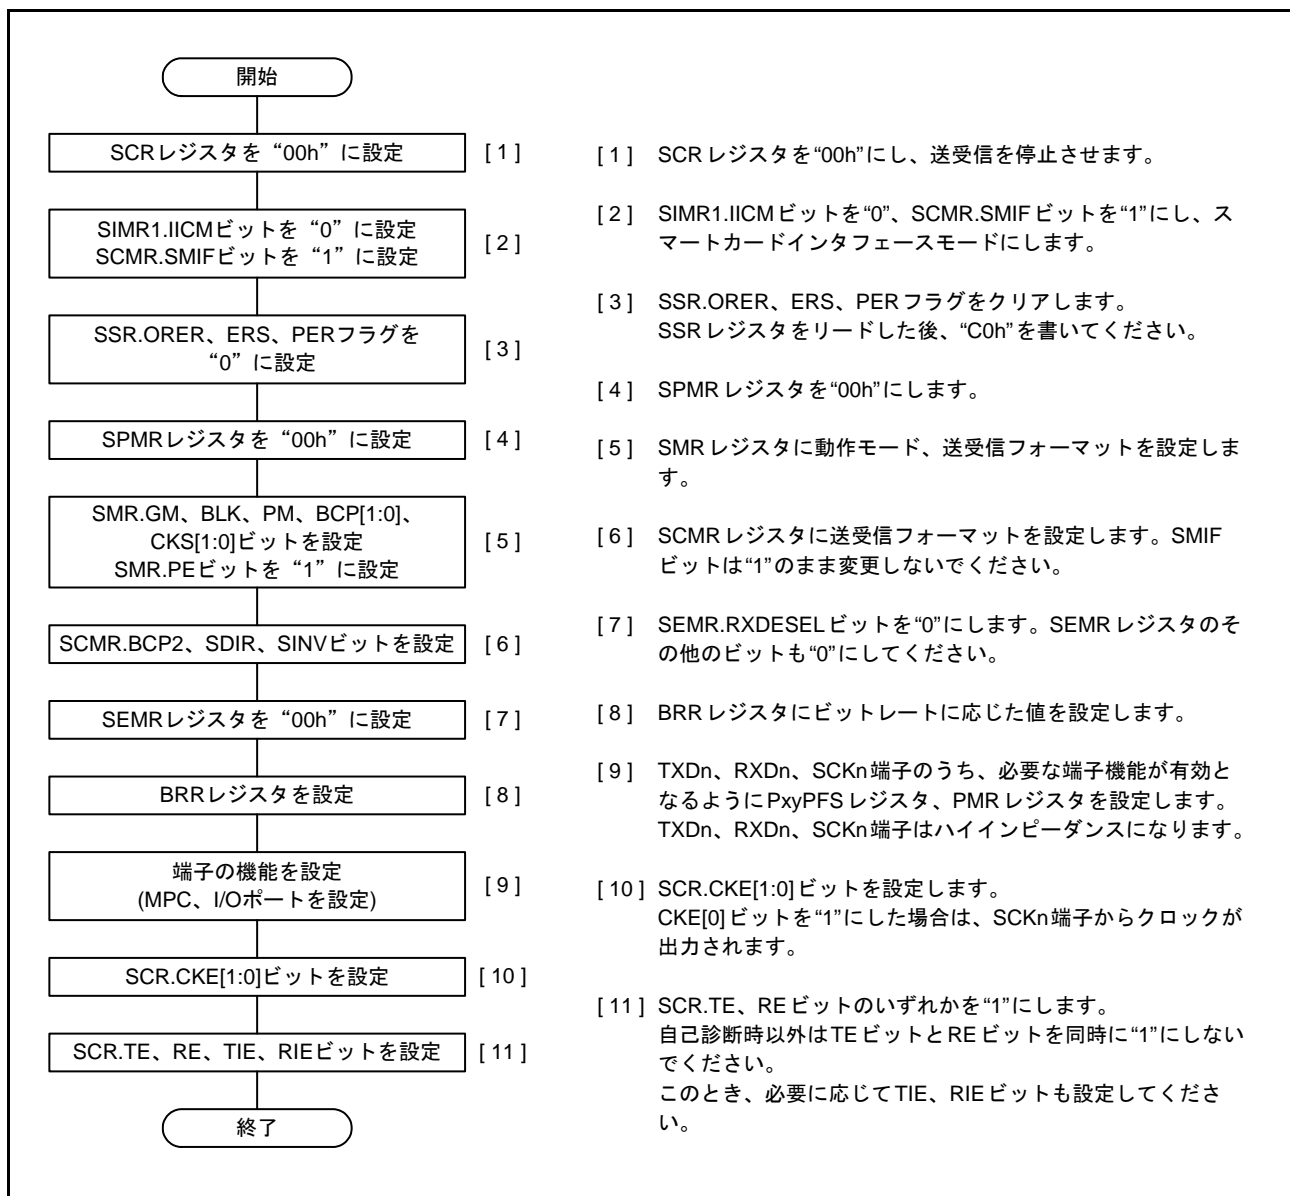 開始
SCRレジスタを“00h”に設定 [ 1 ]
SIMR1.IICMビットを“0”に設定
SCMR.SMIFビットを“1”に設定
[ 2 ]
SSR.ORER、ERS、PERフラグを
“0”に設定
[ 3 ]
SPMRレジスタを“00h”に設定 [ 4 ]
SMR.GM、BLK、PM、BCP[1:0]、
CKS[1:0]ビットを設定
SMR.PEビットを“1”に設定
[ 5 ]
SCMR.BCP2、SDIR、SINVビットを設定 [ 6 ]
SEMRレジスタを“00h”に設定 [ 7 ]
BRRレジスタを設定 [ 8 ]
端子の機能を設定
(MPC、I/Oポートを設定)
[ 9 ]
SCR.CKE[1:0]ビットを設定 [ 10 ]
SCR.TE、RE、TIE、RIEビットを設定 [ 11 ]
終了
[ 1 ] SCRレジスタを“00h”にし、送受信を停止させます。
[ 2 ] SIMR1.IICMビットを“0”、SCMR.SMIFビットを“1”にし、ス
マートカードインタフェースモードにします。
[ 3 ] SSR.ORER、ERS、PERフラグをクリアします。
SSRレジスタをリードした後、“C0h”を書いてください。
[ 4 ] SPMRレジスタを“00h”にします。
[ 5 ] SMRレジスタに動作モード、送受信フォーマットを設定しま
す。
[ 6 ] SCMRレジスタに送受信フォーマットを設定します。SMIF
ビットは“1”のまま変更しないでください。
[ 7 ] SEMR.RXDESELビットを“0”にします。SEMRレジスタのそ
の他のビットも“0”にしてください。
[ 8 ] BRRレジスタにビットレートに応じた値を設定します。
[ 9 ] TXDn、RXDn、SCKn端子のうち、必要な端子機能が有効と
なるようにPxyPFSレジスタ、PMRレジスタを設定します。
TXDn、RXDn、SCKn端子はハイインピーダンスになります。
[ 10 ] SCR.CKE[1:0]ビットを設定します。
CKE[0]ビットを“1”にした場合は、SCKn端子からクロックが
出力されます。
[ 11 ] SCR.TE、REビットのいずれかを“1”にします。
自己診断時以外はTEビットとREビットを同時に“1”にしない
でください。
このとき、必要に応じてTIE、RIEビットも設定してくださ
い。